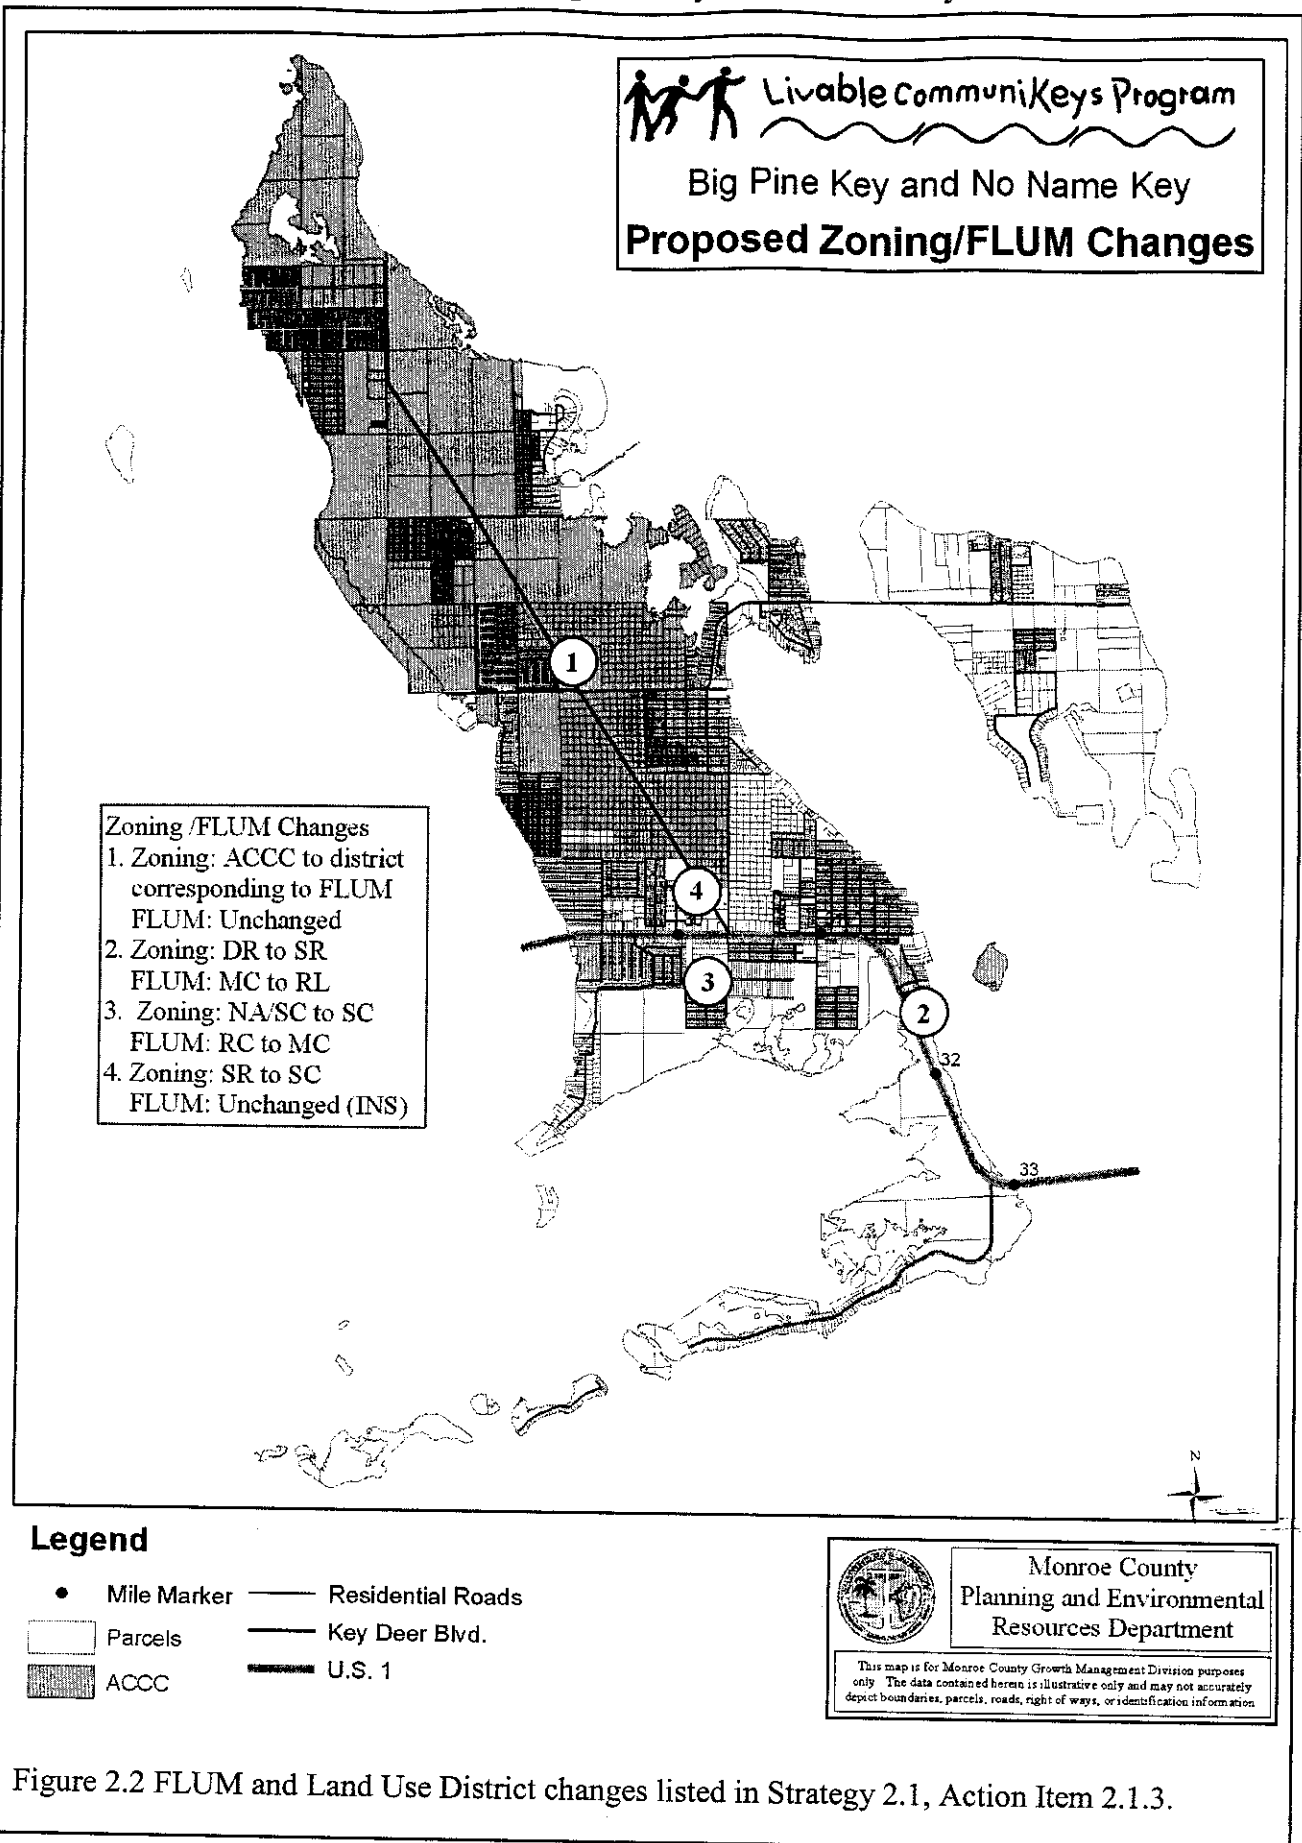 Livable CommuniKeys Program
Big Pine Key and No Name Key
Proposed Zoning/FLUM Changes
1
Zoning /FLUM Changes
1. Zoning: ACCC to district
corresponding to FLUM
FLUM: Unchanged
2. Zoning: DR to SR
FLUM: MC to RL
3. Zoning: NA/SC to SC
FLUM: RC to MC
4. Zoning: SR to SC
FLUM: Unchanged (INS)
4
30
3
2
32
33
N
Legend
Mile Marker
Residential Roads
Parcels
Key Deer Blvd.
ACCC
U.S. 1
Monroe County
Planning and Environmental
Resources Department
This map is for Monroe County Growth Management Division purposes
only. The data contained herein is illustrative only and may not accurately
depict boundaries, parcels, roads, right of ways, or identification information
Figure 2.2 FLUM and Land Use District changes listed in Strategy 2.1, Action Item 2.1.3.